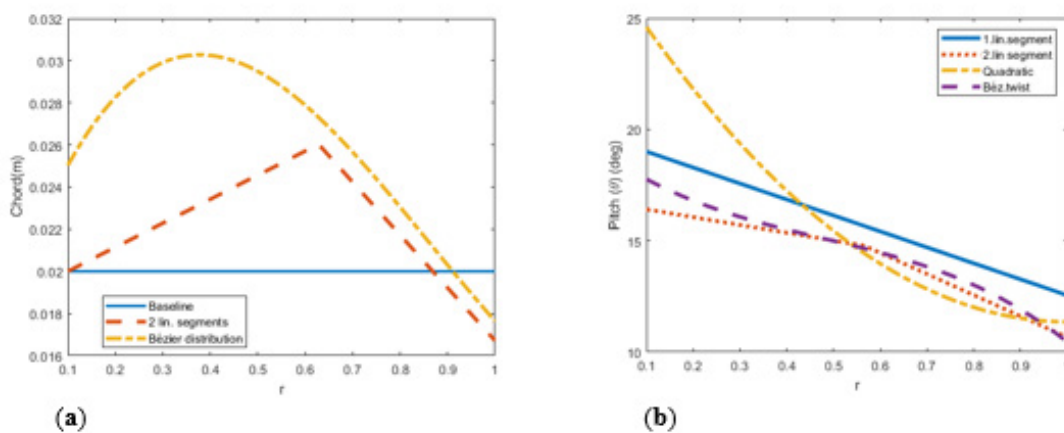 0.032
0.03
0.028
0.026
0.024
0.022
0.02
0.018
0.016
Chord(m)
Baseline
2 lin. segments
Bèzier distribution
0.1 0.2 0.3 0.4 0.5 0.6 0.7 0.8 0.9 1
r
(a)
25
20
15
10
Pitch (θ) (deg)
1.lin.segment
2.lin segment
Quadratic
Bèz.twist
0.1 0.2 0.3 0.4 0.5 0.6 0.7 0.8 0.9
r
(b)